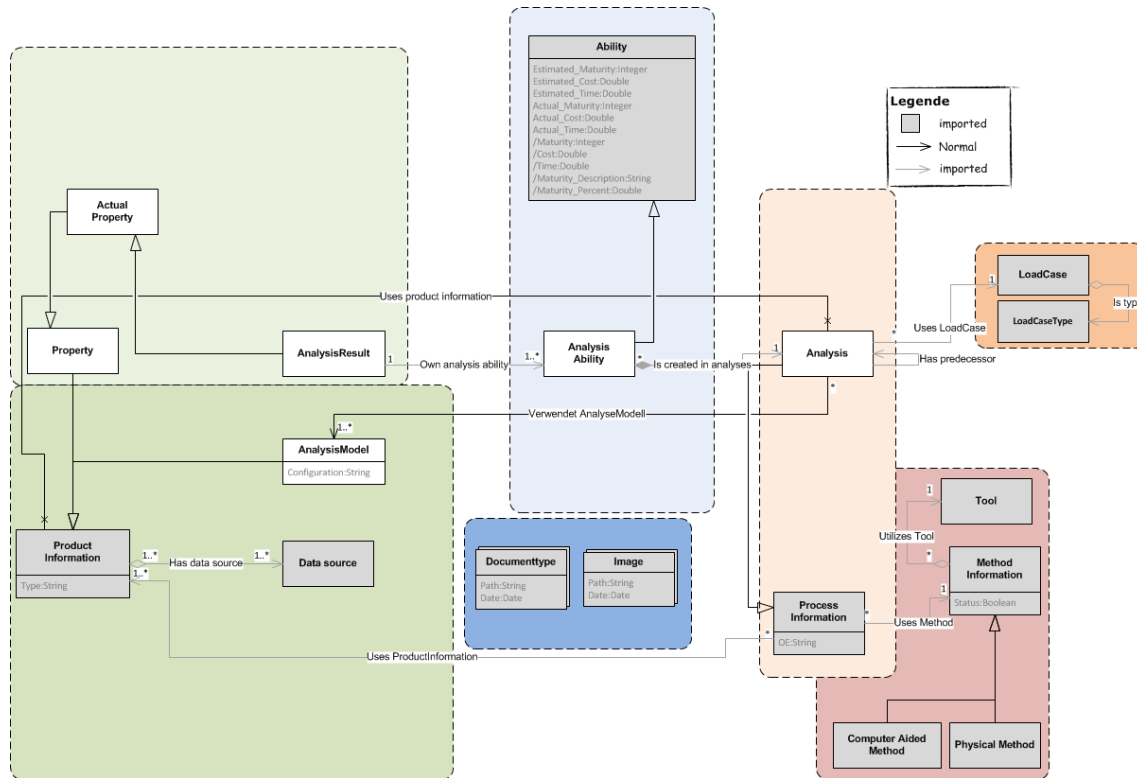 Ability
Estimated_Maturity:Integer
Estimated_Cost:Double
Estimated_Time:Double
Actual_Maturity:Integer
Actual_Cost:Double
Actual_Time:Double
/Maturity:Integer
/Cost:Double
/Time:Double
/Maturity_Description:String
/Maturity_Percent:Double
Legende
imported
Normal
imported
Actual
Property
LoadCase
1
Is typ
LoadCaseType
Uses product information
*
Uses LoadCase
Property
AnalysisResult
1
Own analysis ability
1..*
Analysis
Ability
*
Is created in analyses
1
Analysis
Has predecessor
*
Verwendet AnalyseModell
1..*
AnalysisModel
Configuration:String
Tool
1
Utilizes Tool
*
Method
Information
Status:Boolean
1
Product
Information
Type:String
1..*
Has data source
1..*
Data source
1..*
Documenttype
Path:String
Date:Date
Image
Path:String
Date:Date
Process
Information
OE:String
*
Uses Method
*
Uses ProductInformation
Computer Aided
Method
Physical Method